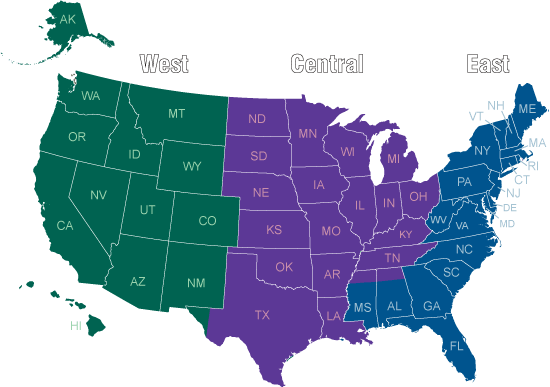 AK
West
Central
East
WA
MT
ND
MN
OR
ID
WY
SD
WI
MI
NY
VT
NH
ME
MA
RI
CT
NJ
DE
MD
PA
NV
UT
CO
NE
IA
IL
IN
OH
WV
VA
CA
KS
MO
KY
NC
AZ
NM
OK
AR
TN
SC
TX
LA
MS
AL
GA
FL
HI